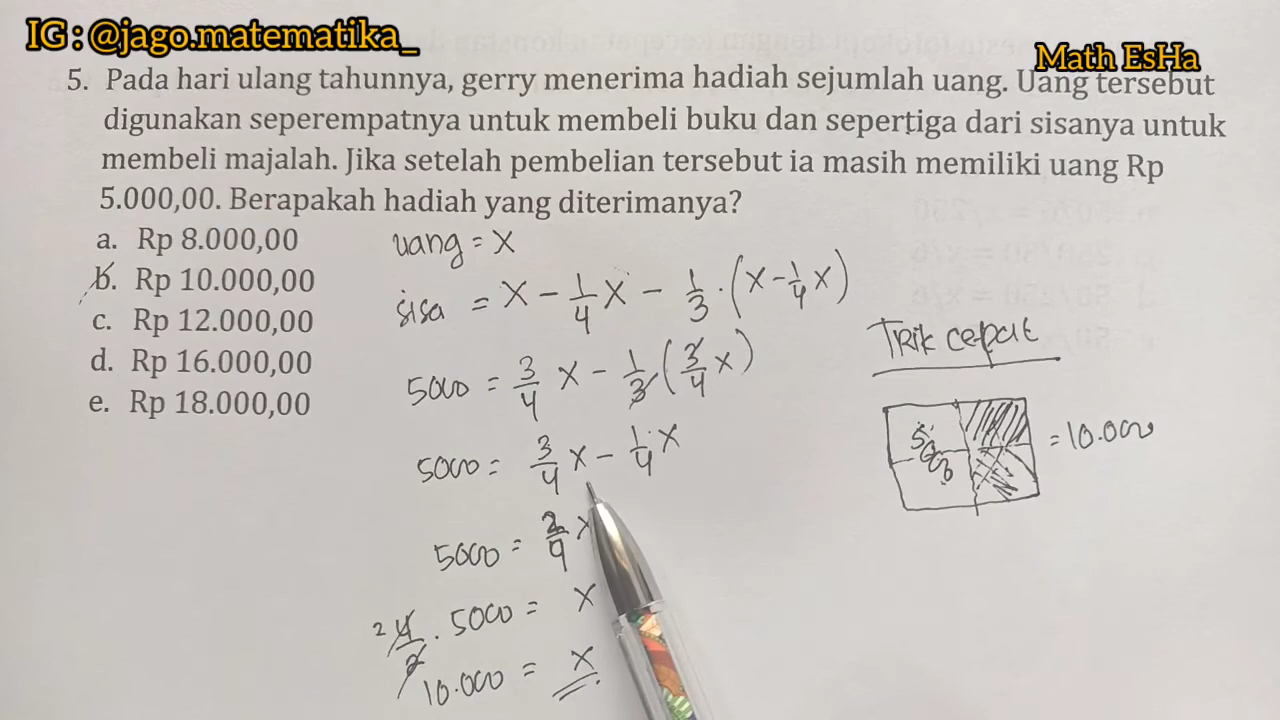 IG : @jago.matematika_
Math EsHa
5. Pada hari ulang tahunnya, gerry menerima hadiah sejumlah uang. Uang tersebut
digunakan seperempatnya untuk membeli buku dan sepertiga dari sisanya untuk
membeli majalah. Jika setelah pembelian tersebut ia masih memiliki uang Rp
5.000,00. Berapakah hadiah yang diterimanya?
a. Rp 8.000,00
b. Rp 10.000,00
c. Rp 12.000,00
d. Rp 16.000,00
e. Rp 18.000,00
uang = x
sisa = x - 1/4 x - 1/3 . (x - 1/4 x)
5000 = 3/4 x - 1/3 (3/4 x)
5000 = 3/4 x - 1/4 x
5000 = 2/4 x
2 4/2 . 5000 = x
10.000 = x
Trik cepat
= 10.000